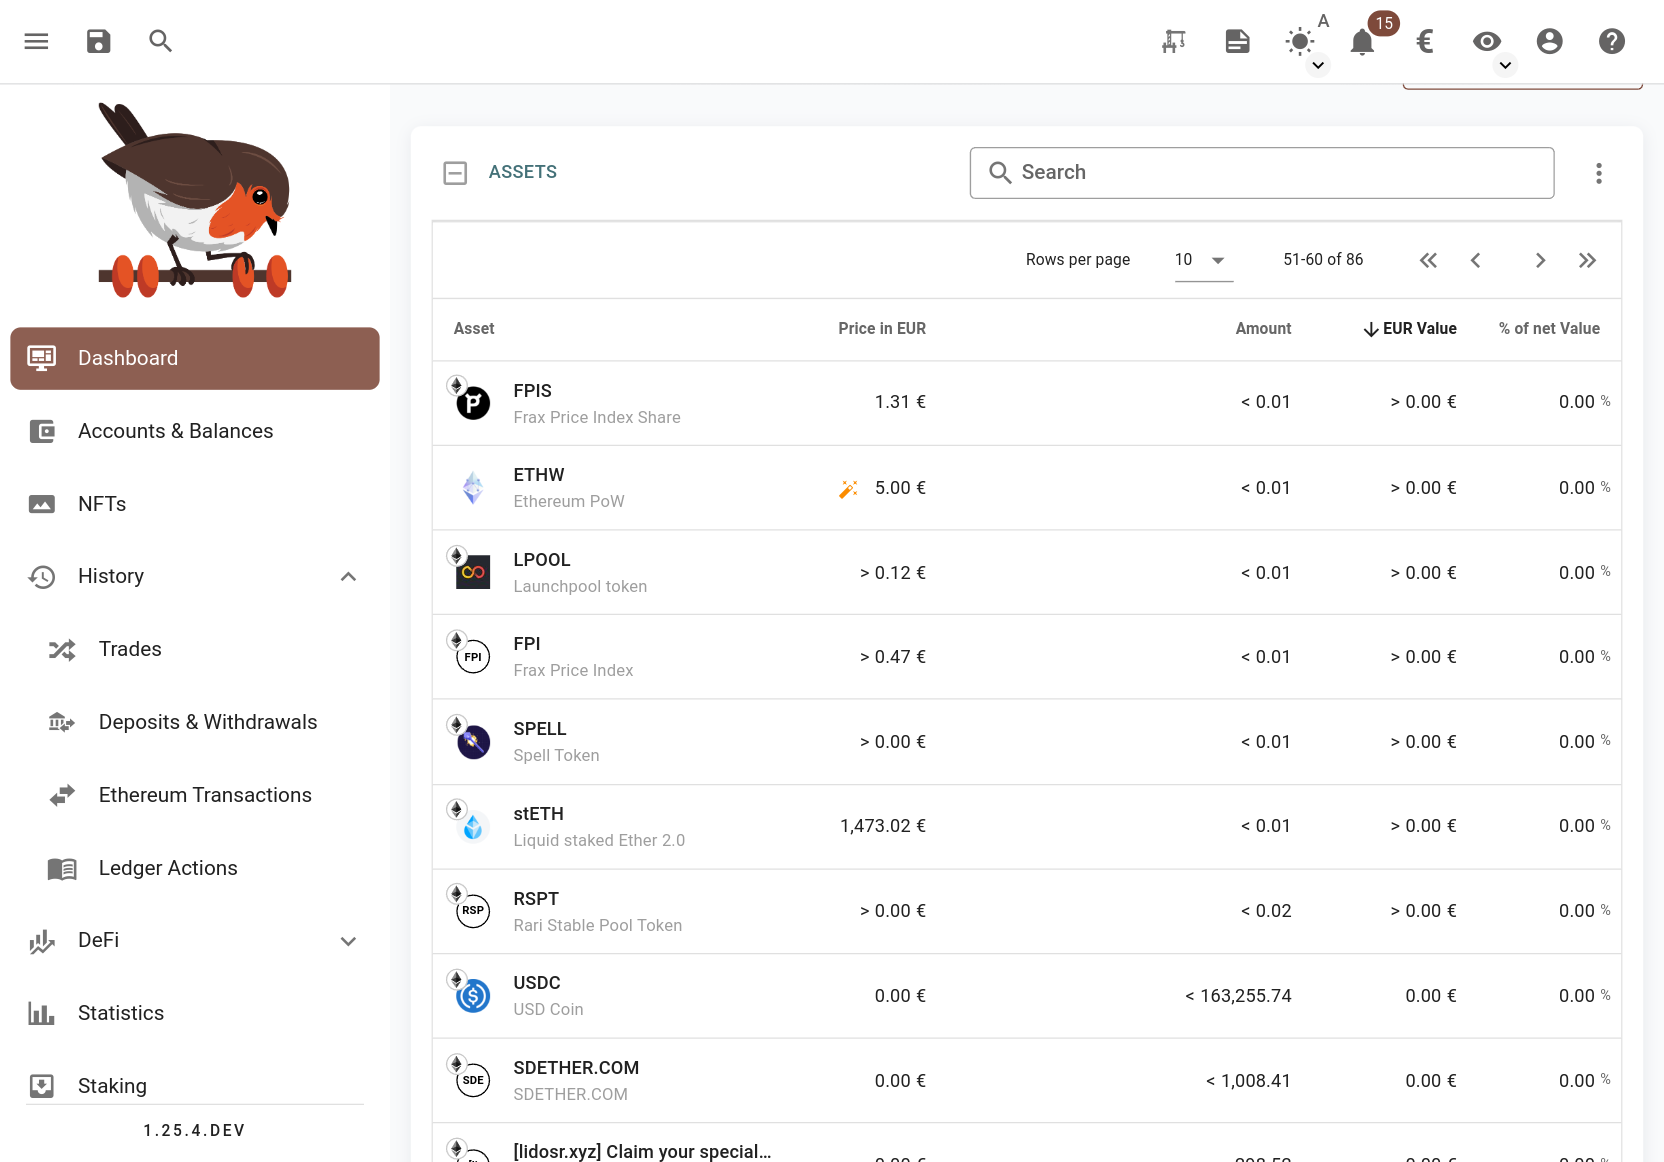 A
15
ASSETS
Search
Rows per page 10 51-60 of 86
Asset Price in EUR Amount EUR Value % of net Value
FPIS
Frax Price Index Share
1.31 € < 0.01 > 0.00 € 0.00 %
ETHW
Ethereum PoW
5.00 € < 0.01 > 0.00 € 0.00 %
LPOOL
Launchpool token
> 0.12 € < 0.01 > 0.00 € 0.00 %
FPI
FPI
Frax Price Index
> 0.47 € < 0.01 > 0.00 € 0.00 %
SPELL
Spell Token
> 0.00 € < 0.01 > 0.00 € 0.00 %
stETH
Liquid staked Ether 2.0
1,473.02 € < 0.01 > 0.00 € 0.00 %
RSP
RSPT
Rari Stable Pool Token
> 0.00 € < 0.02 > 0.00 € 0.00 %
USDC
USD Coin
0.00 € < 163,255.74 0.00 € 0.00 %
SDE
SDETHER.COM
SDETHER.COM
0.00 € < 1,008.41 0.00 € 0.00 %
[lidosr.xyz] Claim your special...
Dashboard
Accounts & Balances
NFTs
History
Trades
Deposits & Withdrawals
Ethereum Transactions
Ledger Actions
DeFi
Statistics
Staking
1.25.4.DEV